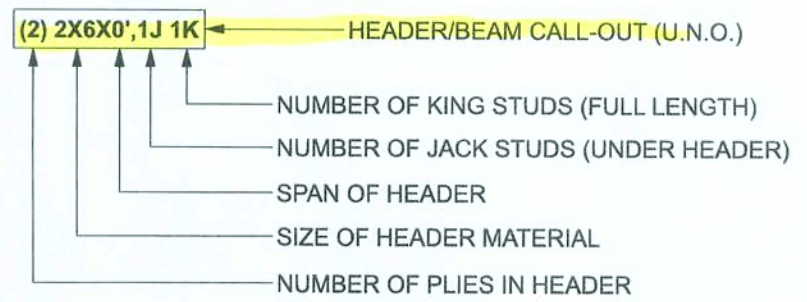 (2) 2X6X0',1J 1K HEADER/BEAM CALL-OUT (U.N.O.)
NUMBER OF KING STUDS (FULL LENGTH)
NUMBER OF JACK STUDS (UNDER HEADER)
SPAN OF HEADER
SIZE OF HEADER MATERIAL
NUMBER OF PLIES IN HEADER